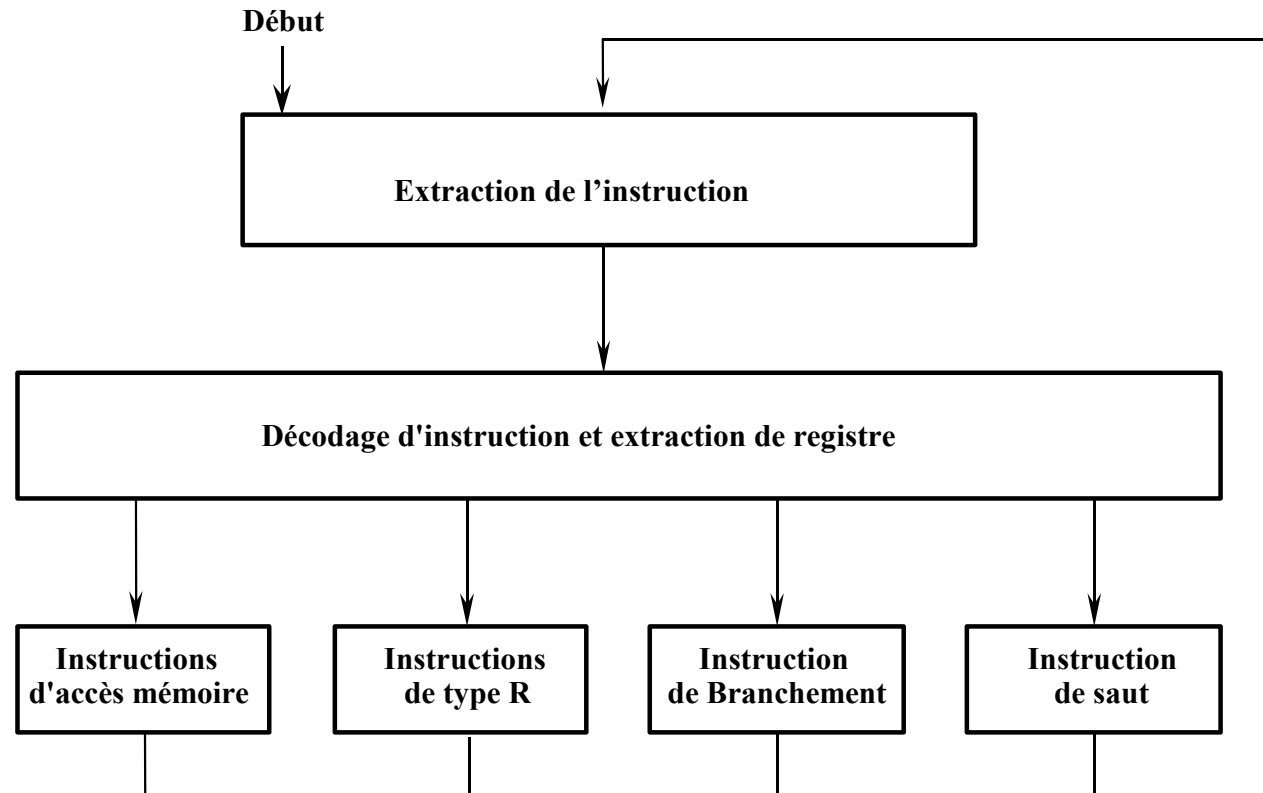 Début
Extraction de l’instruction
Décodage d'instruction et extraction de registre
Instructions
d'accès mémoire
Instructions
de type R
Instruction
de Branchement
Instruction
de saut